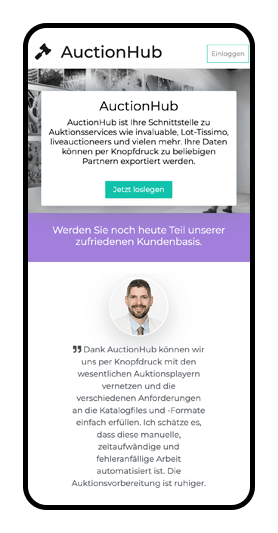 AuctionHub
Einloggen
AuctionHub
AuctionHub ist Ihre Schnittstelle zu
Auktionsservices wie invaluable, Lot-Tissimo,
liveauctioneers und vielen mehr. Ihre Daten
können per Knopfdruck zu beliebigen
Partnern exportiert werden.
Jetzt loslegen
Werden Sie noch heute Teil unserer
zufriedenen Kundenbasis.
❞ Dank AuctionHub können wir
uns per Knopfdruck mit den
wesentlichen Auktionsplayern
vernetzen und die
verschiedenen Anforderungen
an die Katalogfiles und -Formate
einfach erfüllen. Ich schätze es,
dass diese manuelle,
zeitaufwändige und
fehleranfällige Arbeit
automatisiert ist. Die
Auktionsvorbereitung ist ruhiger.